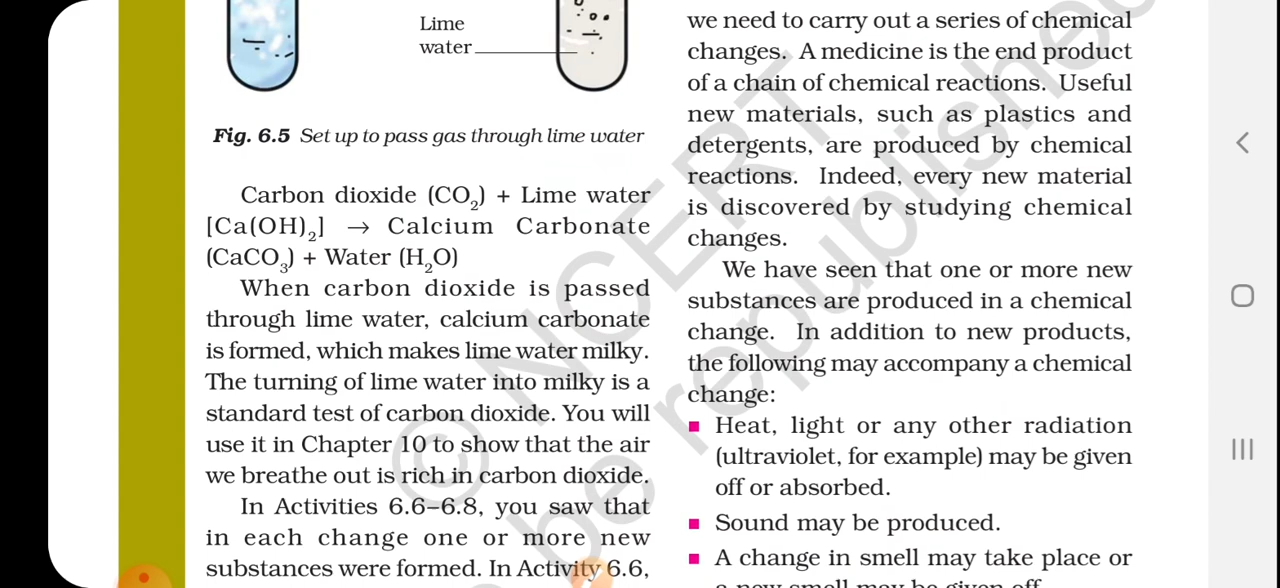 Lime
water
Fig. 6.5 Set up to pass gas through lime water
Carbon dioxide (CO₂) + Lime water
[Ca(OH)₂] → Calcium Carbonate
(CaCO₃) + Water (H₂O)
When carbon dioxide is passed
through lime water, calcium carbonate
is formed, which makes lime water milky.
The turning of lime water into milky is a
standard test of carbon dioxide. You will
use it in Chapter 10 to show that the air
we breathe out is rich in carbon dioxide.
In Activities 6.6–6.8, you saw that
in each change one or more new
substances were formed. In Activity 6.6,
we need to carry out a series of chemical
changes. A medicine is the end product
of a chain of chemical reactions. Useful
new materials, such as plastics and
detergents, are produced by chemical
reactions. Indeed, every new material
is discovered by studying chemical
changes.
We have seen that one or more new
substances are produced in a chemical
change. In addition to new products,
the following may accompany a chemical
change:
■ Heat, light or any other radiation
(ultraviolet, for example) may be given
off or absorbed.
■ Sound may be produced.
■ A change in smell may take place or
a new smell may be given off.
© NCERT
be republished